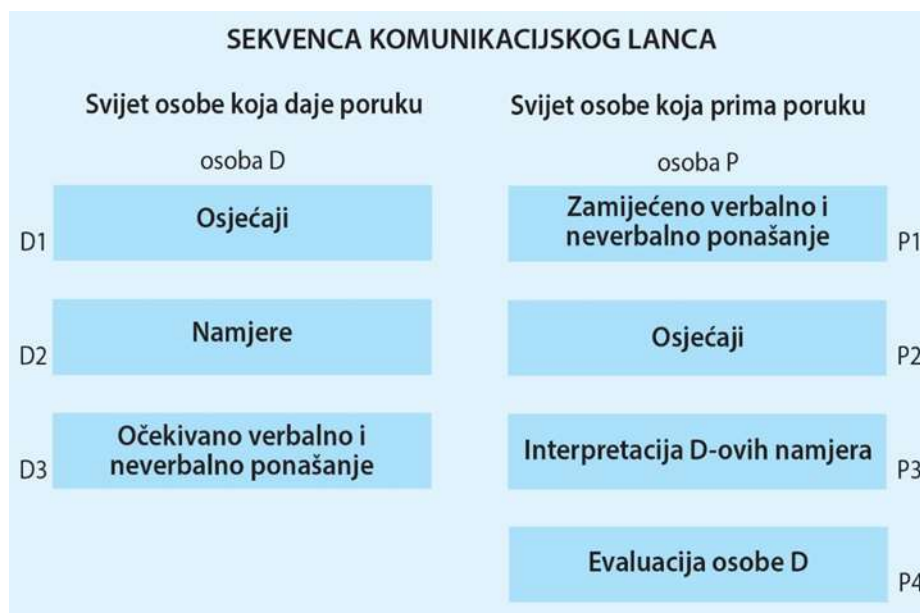 SEKVENCA KOMUNIKACIJSKOG LANCA
Svijet osobe koja daje poruku
osoba D
D1
Osjećaji
D2
Namjere
D3
Očekivano verbalno i
neverbalno ponašanje
Svijet osobe koja prima poruku
osoba P
Zamijećeno verbalno i
neverbalno ponašanje
P1
Osjećaji
P2
Interpretacija D-ovih namjera
P3
Evaluacija osobe D
P4